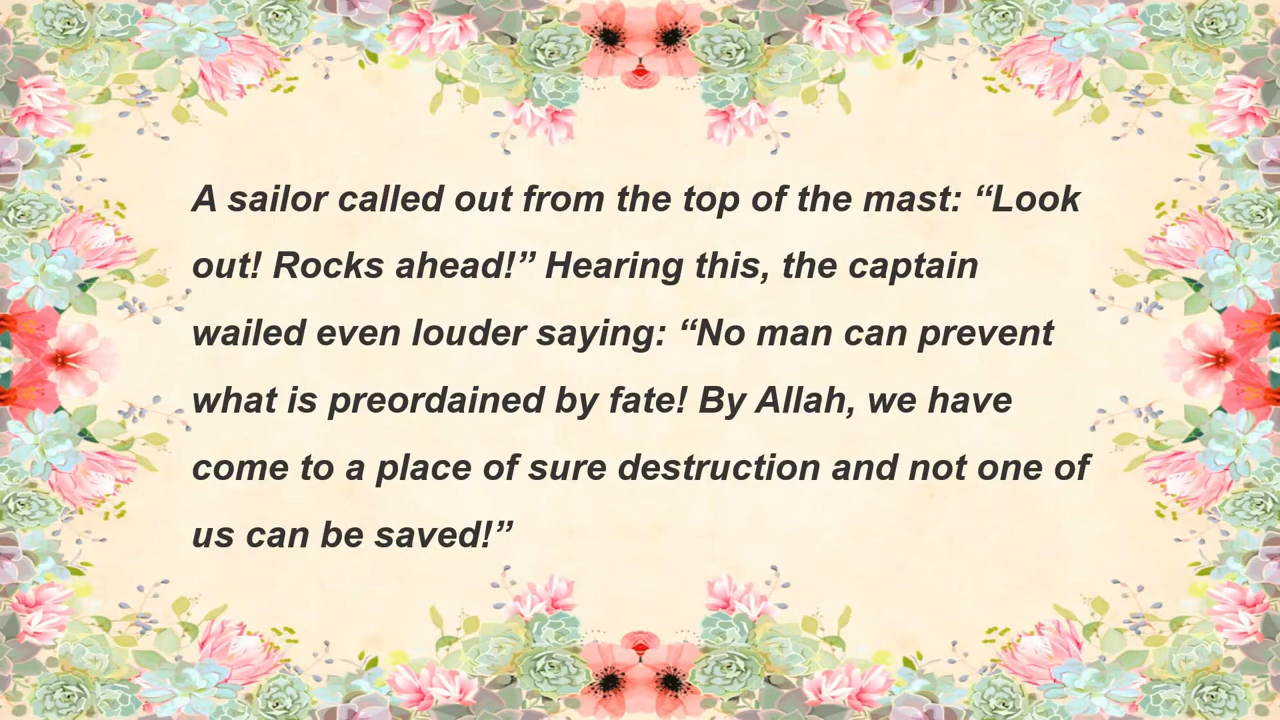 A sailor called out from the top of the mast: “Look
out! Rocks ahead!” Hearing this, the captain
wailed even louder saying: “No man can prevent
what is preordained by fate! By Allah, we have
come to a place of sure destruction and not one of
us can be saved!”